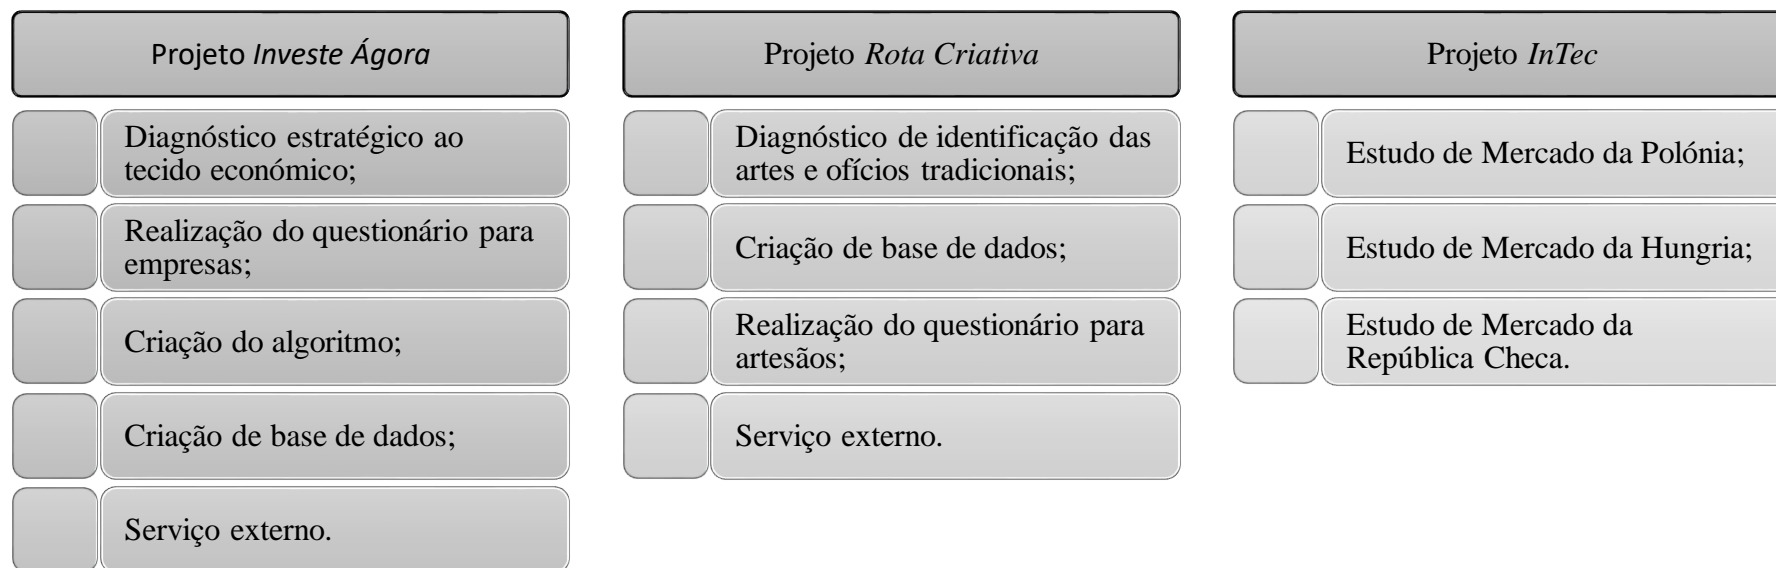 Projeto Investe Ágora
Diagnóstico estratégico ao
tecido económico;
Realização do questionário para
empresas;
Criação do algoritmo;
Criação de base de dados;
Serviço externo.
Projeto Rota Criativa
Diagnóstico de identificação das
artes e ofícios tradicionais;
Criação de base de dados;
Realização do questionário para
artesãos;
Serviço externo.
Projeto InTec
Estudo de Mercado da Polónia;
Estudo de Mercado da Hungria;
Estudo de Mercado da
República Checa.